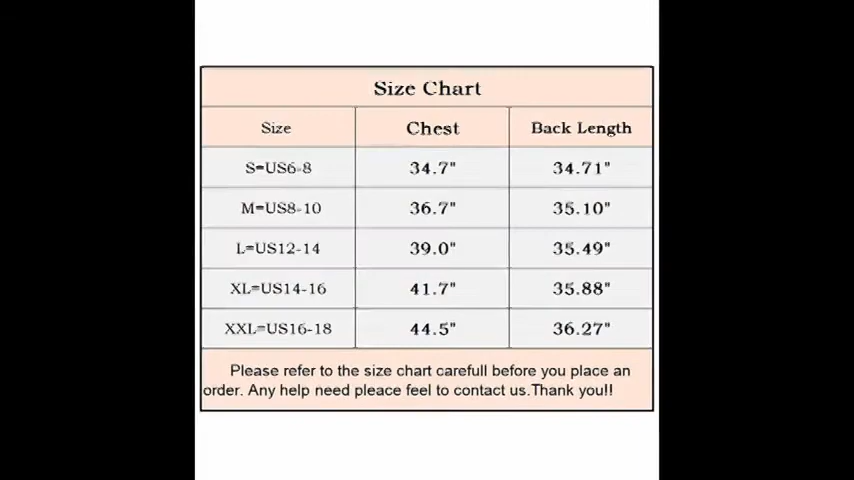 Size Chart
Size Chest Back Length
S=US6-8 34.7" 34.71"
M=US8-10 36.7" 35.10"
L=US12-14 39.0" 35.49"
XL=US14-16 41.7" 35.88"
XXL=US16-18 44.5" 36.27"
Please refer to the size chart carefull before you place an
order. Any help need pleace feel to contact us.Thank you!!